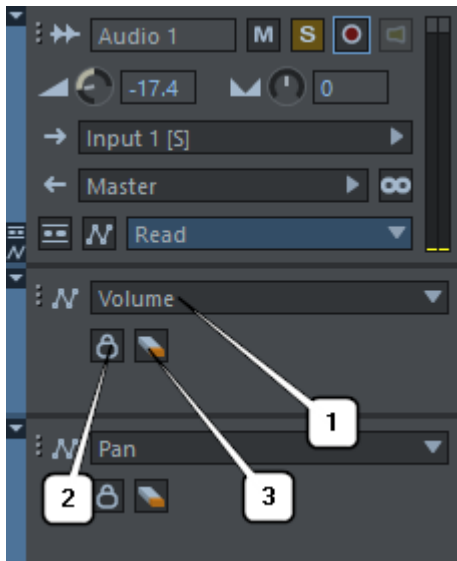 Audio 1 M S
-17.4 0
Input 1 [S]
Master
Read
Volume
1
Pan
2 3